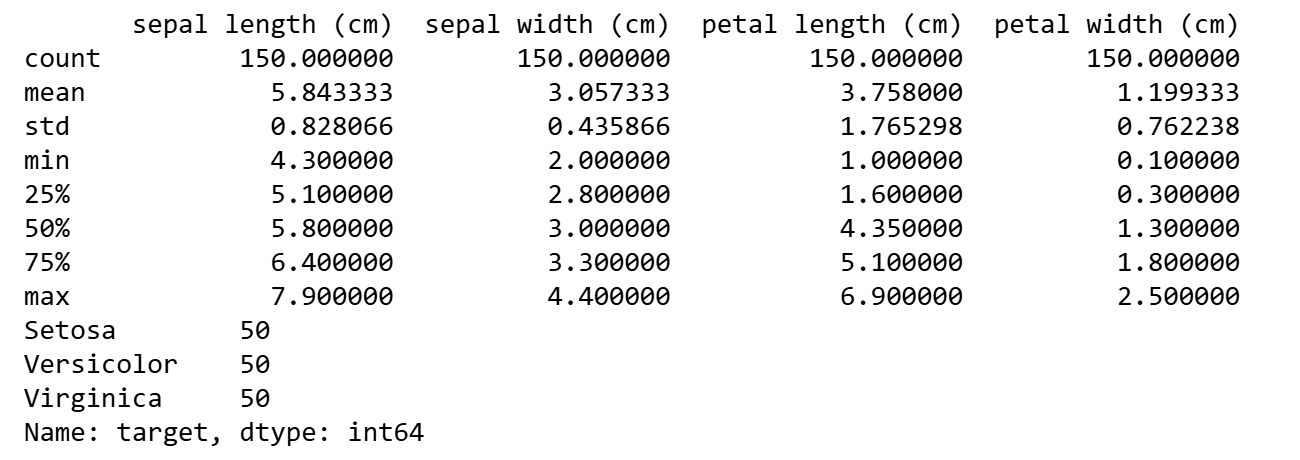 sepal length (cm)  sepal width (cm)  petal length (cm)  petal width (cm)
count         150.000000        150.000000         150.000000        150.000000
mean            5.843333          3.057333           3.758000          1.199333
std             0.828066          0.435866           1.765298          0.762238
min             4.300000          2.000000           1.000000          0.100000
25%             5.100000          2.800000           1.600000          0.300000
50%             5.800000          3.000000           4.350000          1.300000
75%             6.400000          3.300000           5.100000          1.800000
max             7.900000          4.400000           6.900000          2.500000
Setosa        50
Versicolor    50
Virginica     50
Name: target, dtype: int64